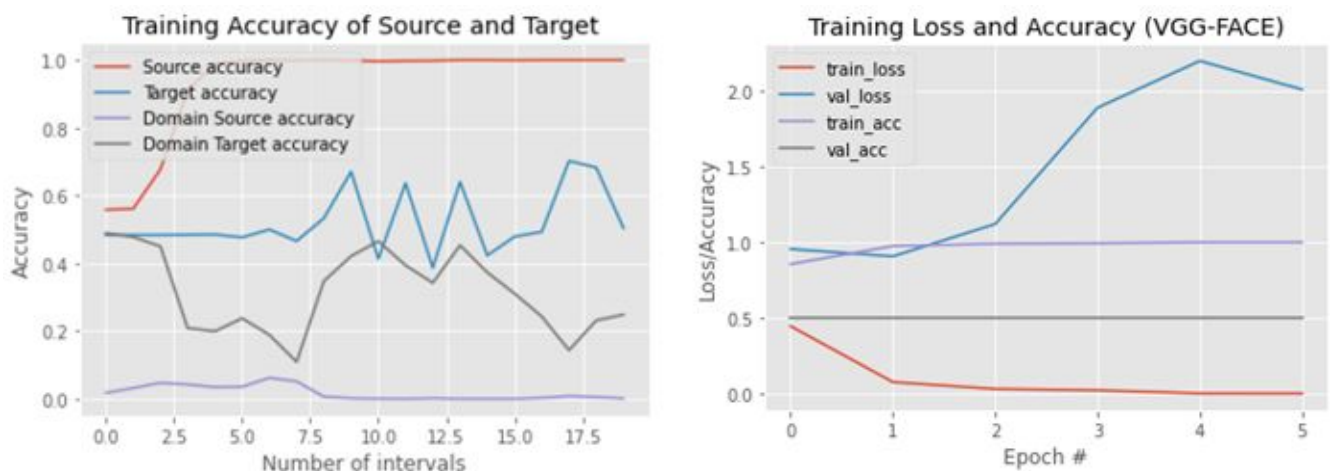 Training Accuracy of Source and Target
Source accuracy
Target accuracy
Domain Source accuracy
Domain Target accuracy
Accuracy
1.0
0.8
0.6
0.4
0.2
0.0
0.0 2.5 5.0 7.5 10.0 12.5 15.0 17.5
Number of intervals
Training Loss and Accuracy (VGG-FACE)
train_loss
val_loss
train_acc
val_acc
Loss/Accuracy
2.0
1.5
1.0
0.5
0.0
0 1 2 3 4 5
Epoch #